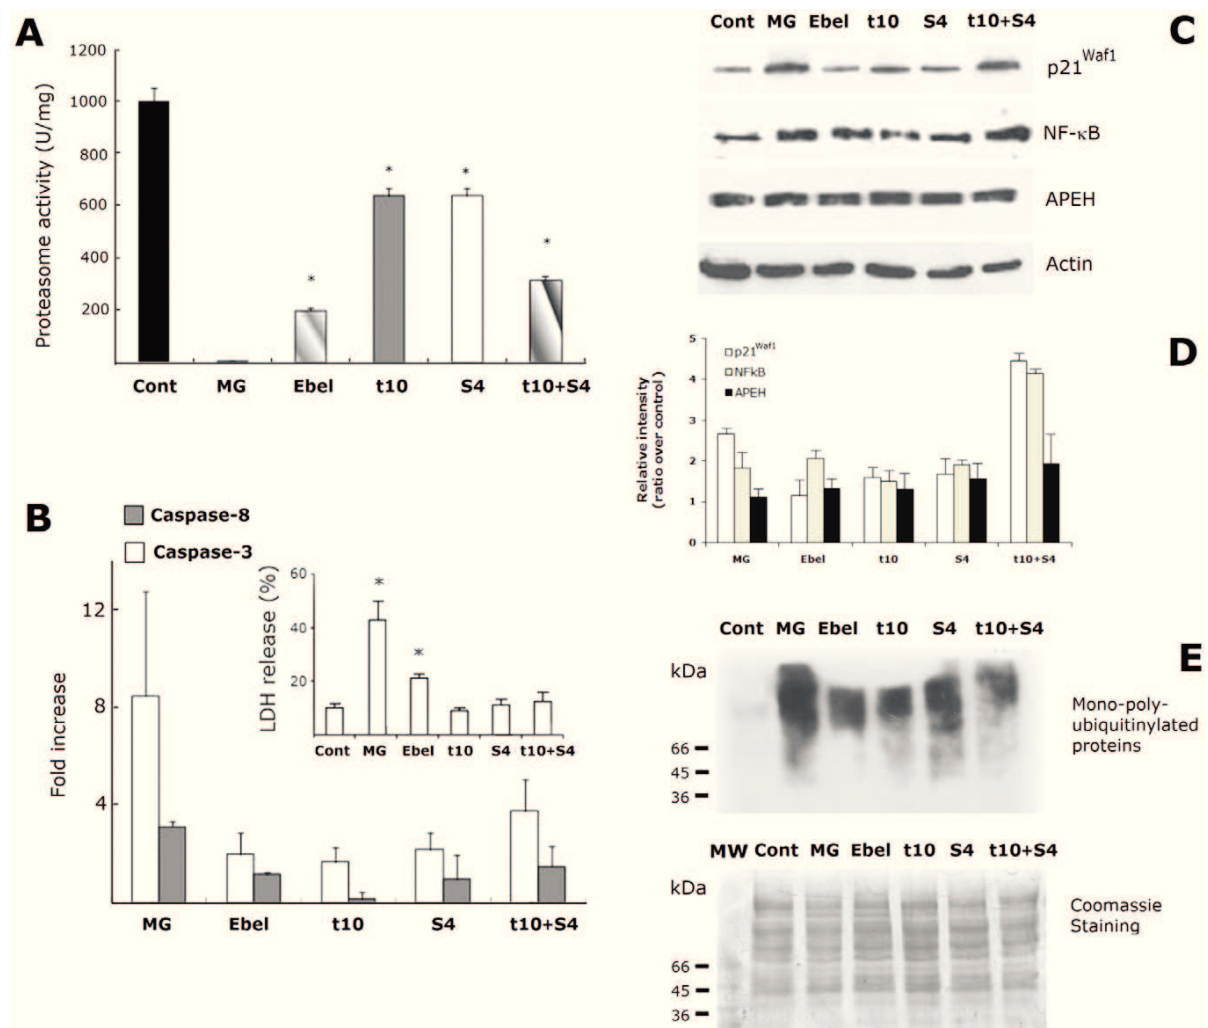 A
Proteasome activity (U/mg)
1200
1000
800
600
400
200
*
*
*
*
Cont MG Ebel t10 S4 t10+S4
B
Caspase-8
Caspase-3
Fold increase
12
8
4
LDH release (%)
60
40
20
*
*
Cont MG Ebel t10 S4 t10+S4
MG Ebel t10 S4 t10+S4
C
Cont MG Ebel t10 S4 t10+S4
p21Waf1
NF-κB
APEH
Actin
D
Relative intensity
(ratio over control)
5
4
3
2
1
0
p21Waf1
NFkB
APEH
MG Ebel t10 S4 t10+S4
E
Cont MG Ebel t10 S4 t10+S4
kDa
66
45
36
Mono-poly-
ubiquitinylated
proteins
MW Cont MG Ebel t10 S4 t10+S4
kDa
66
45
36
Coomassie
Staining